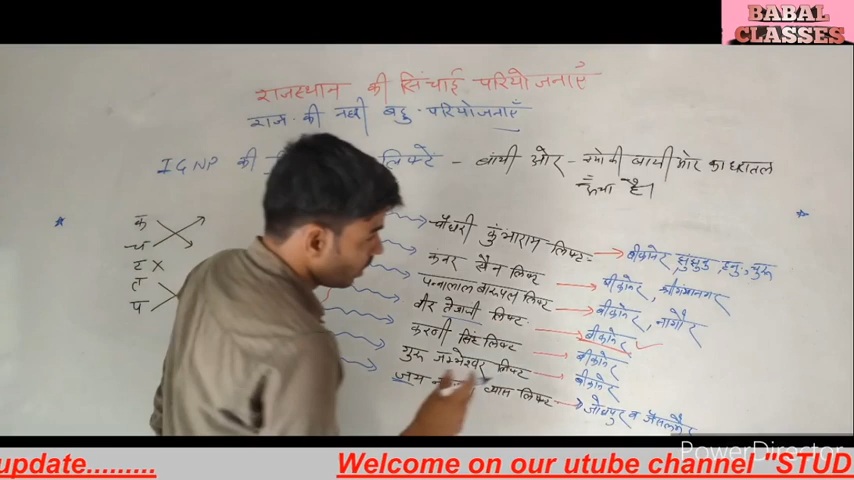 BABAL
CLASSES
राजस्थान की सिंचाई परियोजनाएँ
राज. की नदी बहु. परियोजनाएँ
IGNP की लिफ्टें - बांयी ओर - क्योंकी बायी ओर का धरातल
ऊँचा है।
क
च
ट
त
प
चौधरी कुंभाराम लिफ्ट - बीकानेर, झुंझुनू, हनु., चुरू
कंवर सैन लिफ्ट बीकानेर, श्रीगंगानगर
पन्नालाल बारुपाल लिफ्ट बीकानेर, नागौर
वीर तेजाजी लिफ्ट बीकानेर
करणी सिंह लिफ्ट बीकानेर
गुरु जम्भेश्वर लिफ्ट बीकानेर
जय व्यास लिफ्ट जोधपुर व जैसलमेर
PowerDirector
update......... Welcome on our utube channel "STUD